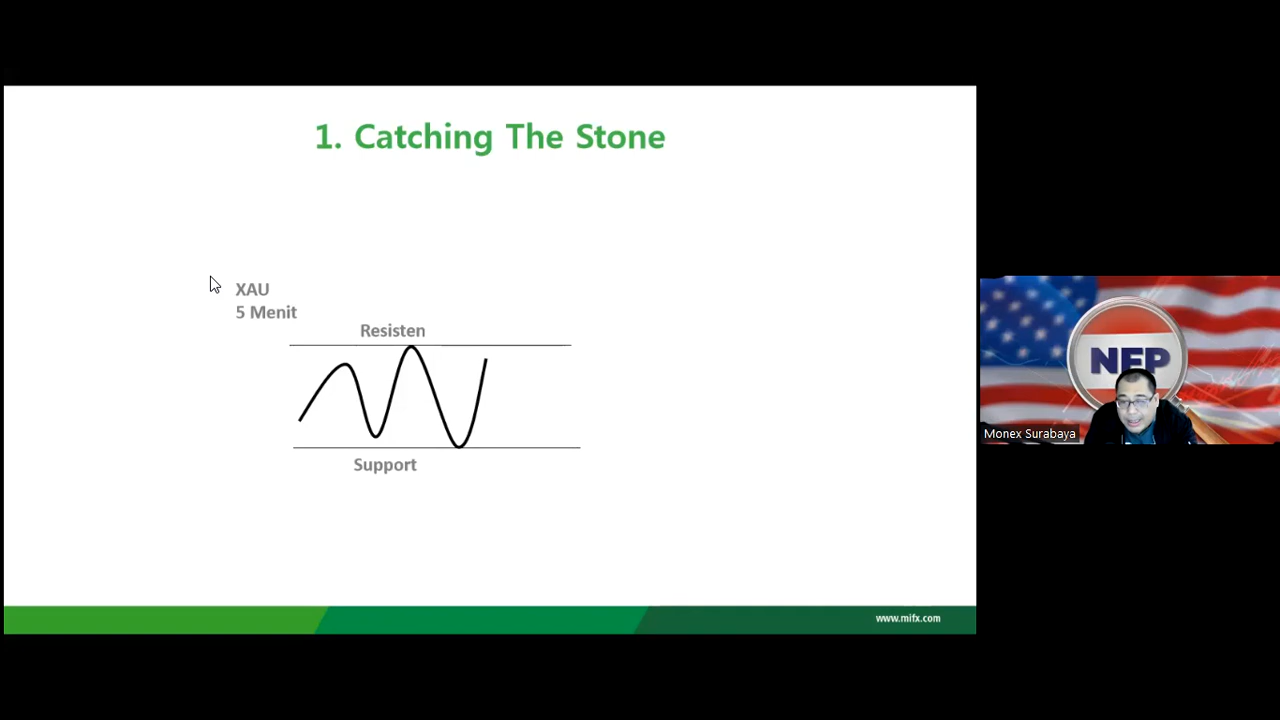 1. Catching The Stone
XAU
5 Menit
Resisten
Support
www.mifx.com
NFP
Monex Surabaya